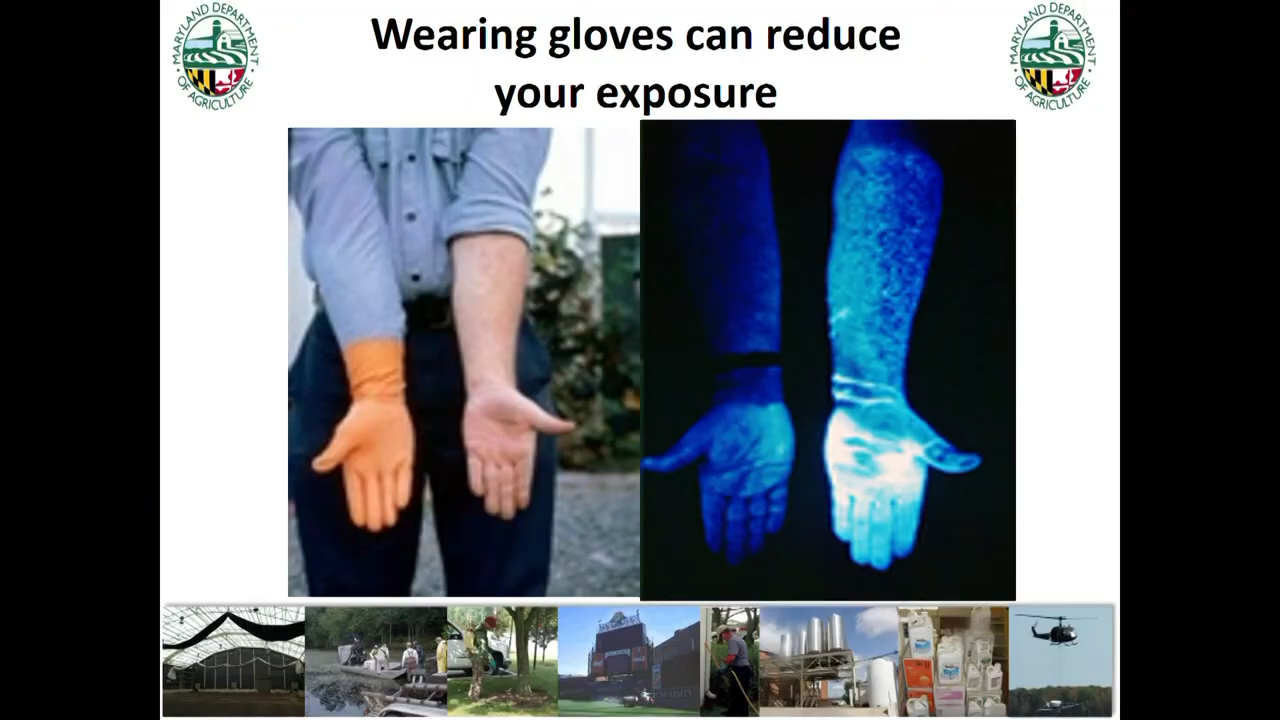 Wearing gloves can reduce
your exposure
MARYLAND DEPARTMENT
OF AGRICULTURE
MARYLAND DEPARTMENT
OF AGRICULTURE